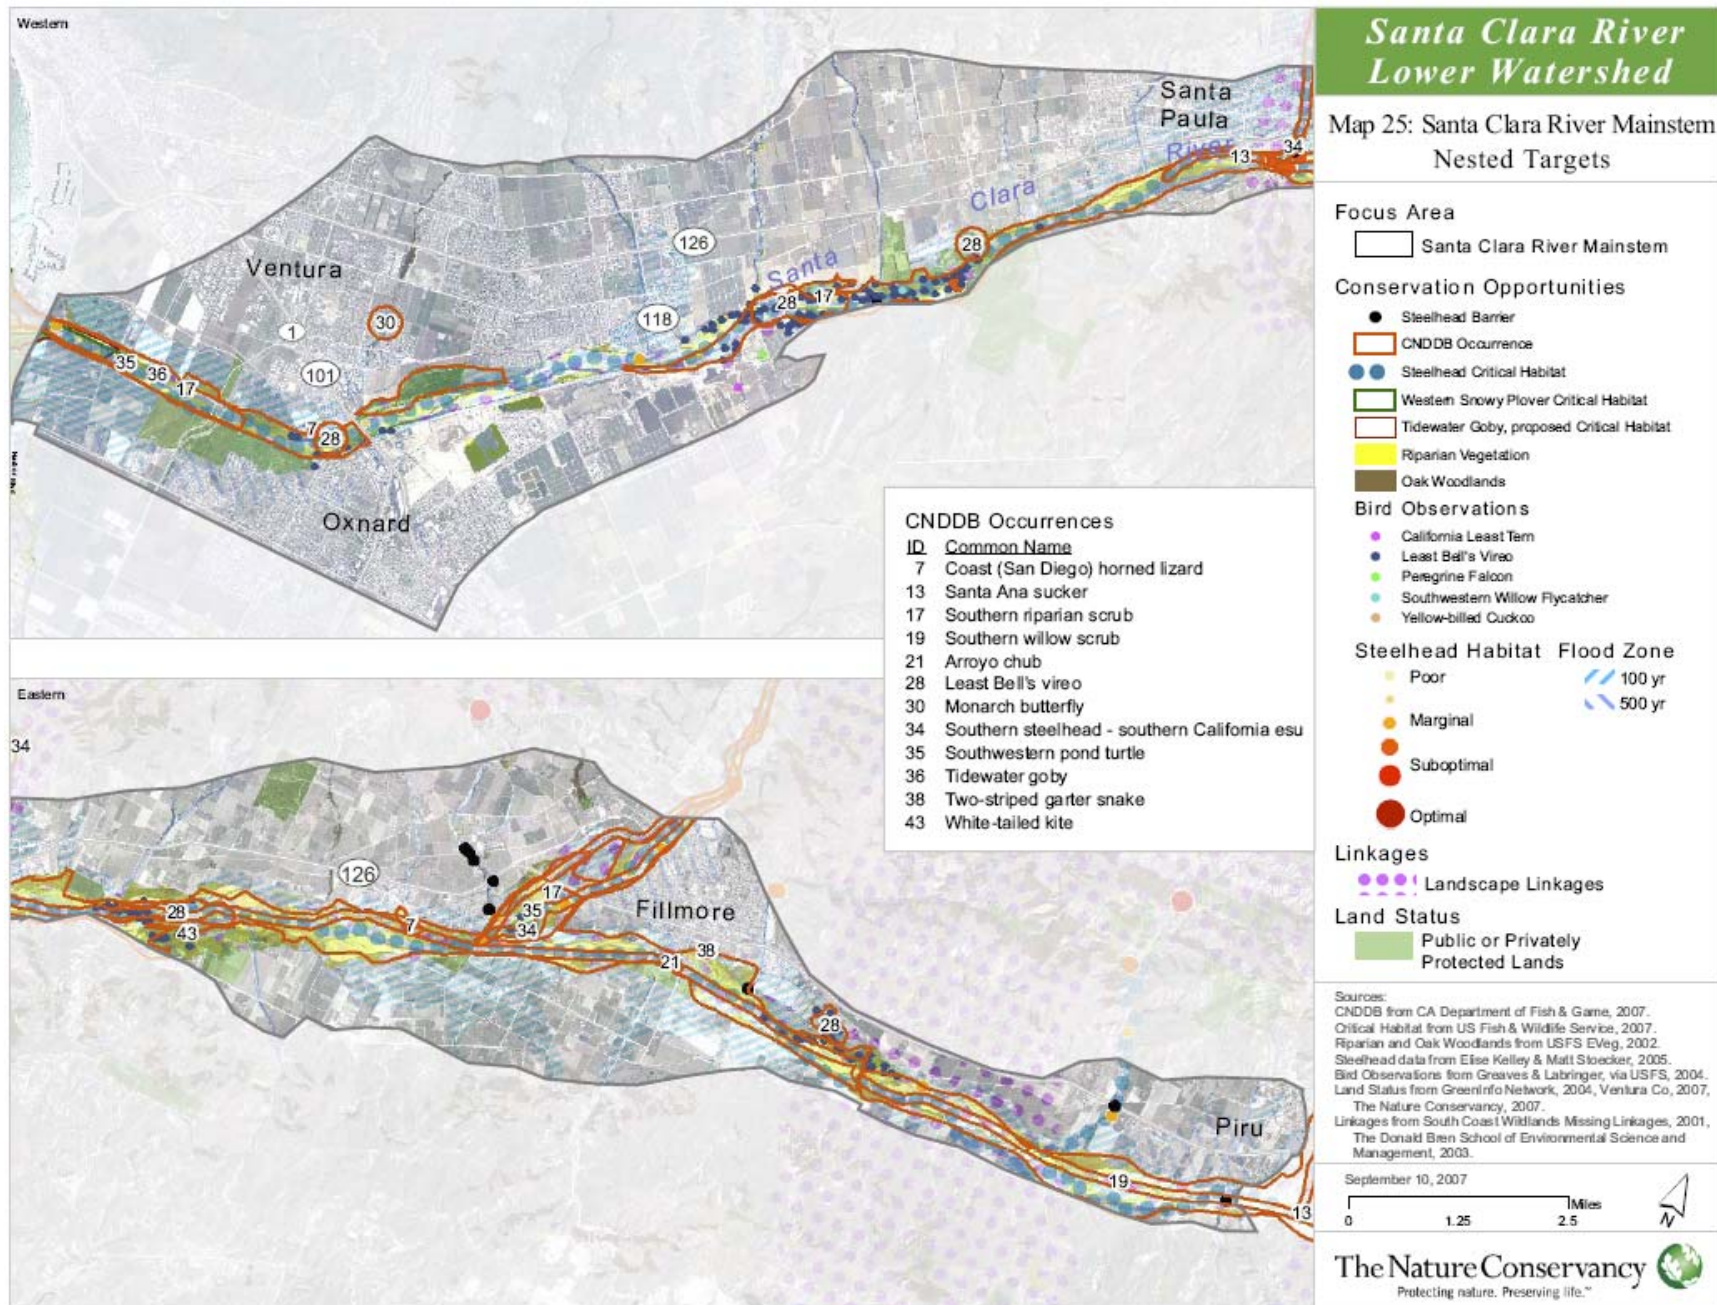 Western
Santa
Paula
River
13
34
Clara
28
126
Santa
Ventura
28
17
118
30
1
101
35
36
17
7
28
Oxnard
Eastern
34
126
17
35
34
Fillmore
28
43
7
38
21
28
Piru
19
13
CNDDB Occurrences
ID Common Name
7 Coast (San Diego) horned lizard
13 Santa Ana sucker
17 Southern riparian scrub
19 Southern willow scrub
21 Arroyo chub
28 Least Bell's vireo
30 Monarch butterfly
34 Southern steelhead - southern California esu
35 Southwestern pond turtle
36 Tidewater goby
38 Two-striped garter snake
43 White-tailed kite
Santa Clara River
Lower Watershed
Map 25: Santa Clara River Mainstem
Nested Targets
Focus Area
Santa Clara River Mainstem
Conservation Opportunities
Steelhead Barrier
CNDDB Occurrence
Steelhead Critical Habitat
Western Snowy Plover Critical Habitat
Tidewater Goby, proposed Critical Habitat
Riparian Vegetation
Oak Woodlands
Bird Observations
California Least Tern
Least Bell's Vireo
Peregrine Falcon
Southwestern Willow Flycatcher
Yellow-billed Cuckoo
Steelhead Habitat Flood Zone
Poor 100 yr
500 yr
Marginal
Suboptimal
Optimal
Linkages
Landscape Linkages
Land Status
Public or Privately
Protected Lands
Sources:
CNDDB from CA Department of Fish & Game, 2007.
Critical Habitat from US Fish & Wildlife Service, 2007.
Riparian and Oak Woodlands from USFS EVeg, 2002.
Steelhead data from Elise Kelley & Matt Stoecker, 2005.
Bird Observations from Greaves & Labringer, via USFS, 2004.
Land Status from GreenInfo Network, 2004, Ventura Co, 2007,
The Nature Conservancy, 2007.
Linkages from South Coast Wildlands Missing Linkages, 2001,
The Donald Bren School of Environmental Science and
Management, 2003.
September 10, 2007
Miles
0 1.25 2.5
N
The Nature Conservancy
Protecting nature. Preserving life.™